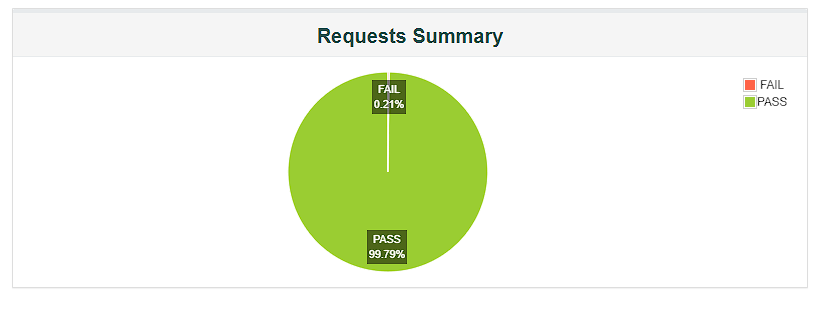 Requests Summary
FAIL
0.21%
FAIL
PASS
PASS
99.79%